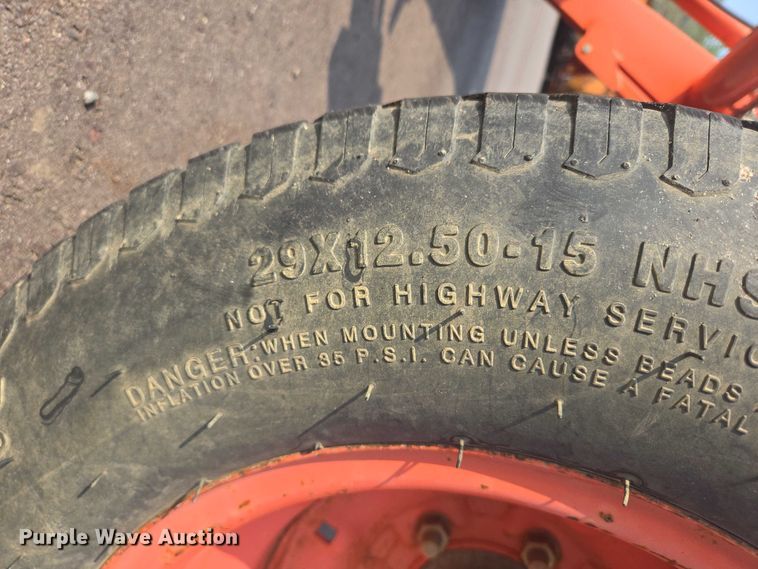 29X12.50-15 NHS
NOT FOR HIGHWAY SERVIC
DANGER: WHEN MOUNTING UNLESS BEADS
INFLATION OVER 35 P.S.I. CAN CAUSE A FATAL
Purple Wave Auction®